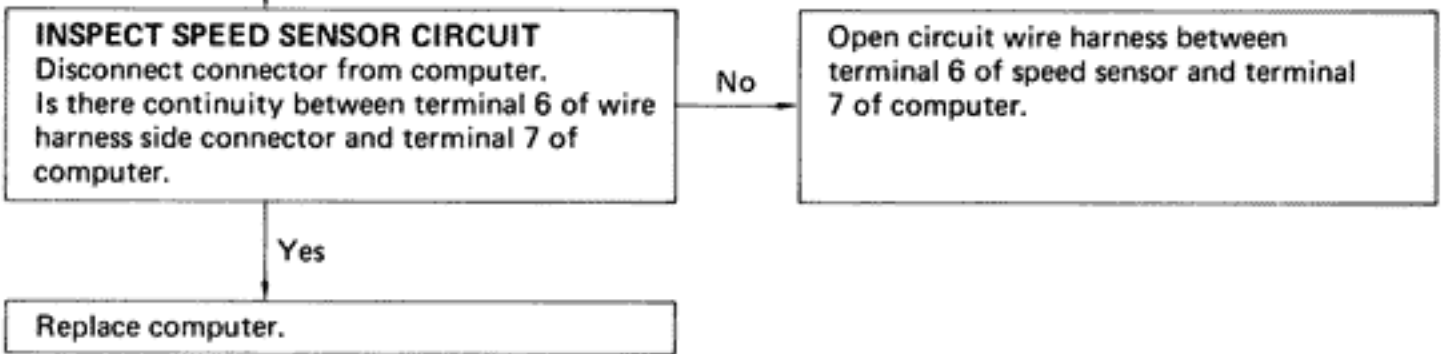 INSPECT SPEED SENSOR CIRCUIT
Disconnect connector from computer.
Is there continuity between terminal 6 of wire
harness side connector and terminal 7 of
computer.
No
Open circuit wire harness between
terminal 6 of speed sensor and terminal
7 of computer.
Yes
Replace computer.